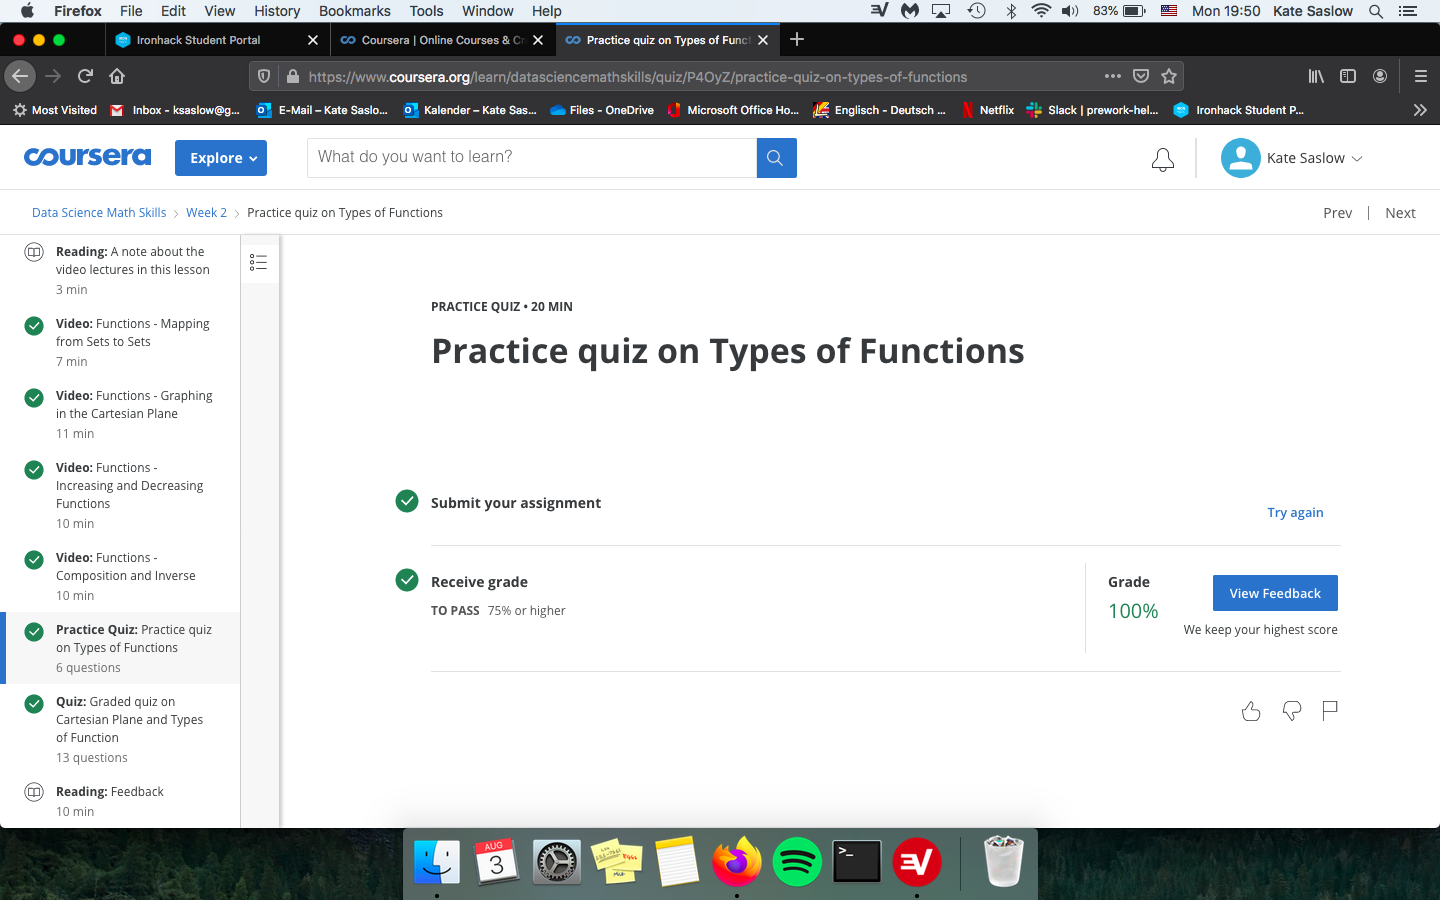 Firefox File Edit View History Bookmarks Tools Window Help 83% Mon 19:50 Kate Saslow
Ironhack Student Portal
Coursera | Online Courses & Cr
Practice quiz on Types of Funct
https://www.coursera.org/learn/datasciencemathskills/quiz/P4OyZ/practice-quiz-on-types-of-functions
Most Visited Inbox - ksaslow@g... E-Mail – Kate Saslo... Kalender – Kate Sas... Files - OneDrive Microsoft Office Ho... Englisch - Deutsch ... Netflix Slack | prework-hel... Ironhack Student P...
coursera
Explore
What do you want to learn?
Kate Saslow
Data Science Math Skills Week 2 Practice quiz on Types of Functions
Prev | Next
Reading: A note about the
video lectures in this lesson
3 min
Video: Functions - Mapping
from Sets to Sets
7 min
Video: Functions - Graphing
in the Cartesian Plane
11 min
Video: Functions -
Increasing and Decreasing
Functions
10 min
Video: Functions -
Composition and Inverse
10 min
Practice Quiz: Practice quiz
on Types of Functions
6 questions
Quiz: Graded quiz on
Cartesian Plane and Types
of Function
13 questions
Reading: Feedback
10 min
PRACTICE QUIZ • 20 MIN
Practice quiz on Types of Functions
Submit your assignment
Try again
Receive grade
TO PASS 75% or higher
Grade
100%
View Feedback
We keep your highest score
AUG
3
>_